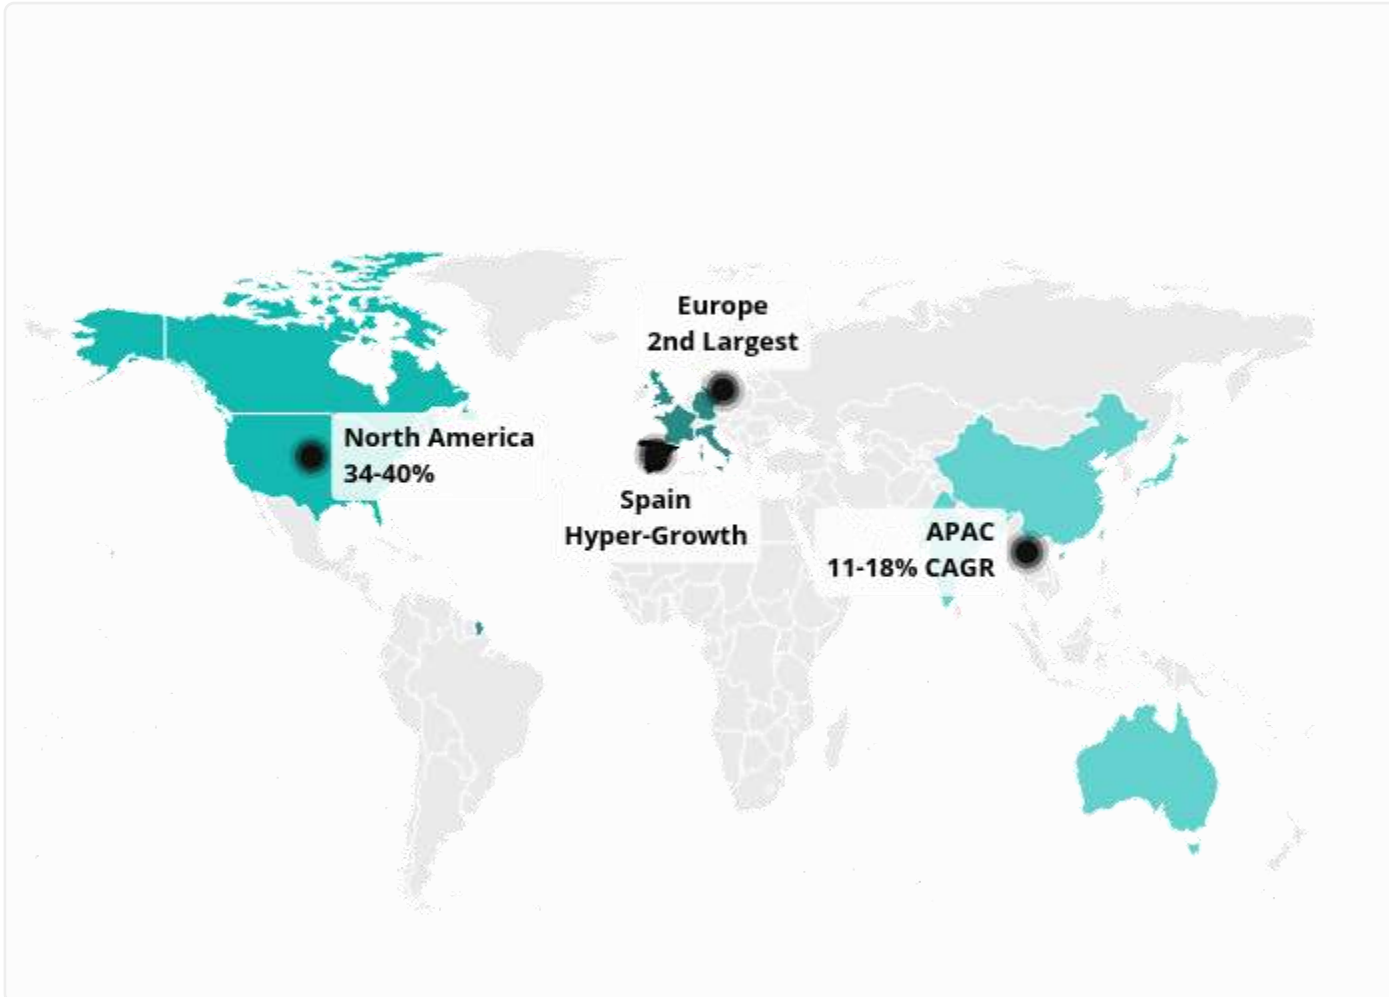 Europe
2nd Largest
North America
34-40%
Spain
Hyper-Growth
APAC
11-18% CAGR